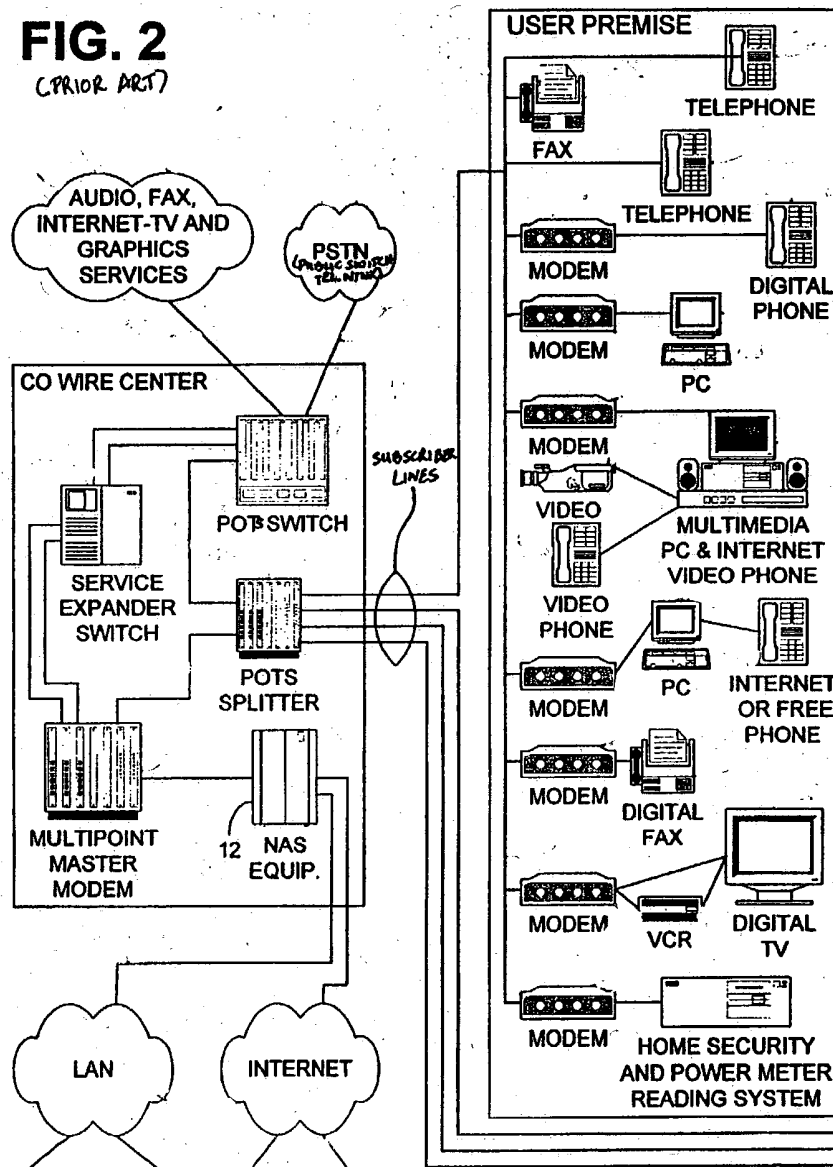 FIG. 2
(PRIOR ART)
AUDIO, FAX,
INTERNET-TV AND
GRAPHICS
SERVICES
PSTN
(PUBLIC SWITCH
CO WIRE CENTER
POTS SWITCH
SERVICE
EXPANDER
SWITCH
POTS
SPLITTER
SUBSCRIBER
LINES
MULTIPOINT
MASTER
MODEM
12
NAS
EQUIP.
LAN
INTERNET
USER PREMISE
TELEPHONE
FAX
TELEPHONE
MODEM
DIGITAL
PHONE
MODEM
PC
MODEM
VIDEO
MULTIMEDIA
PC & INTERNET
VIDEO PHONE
VIDEO
PHONE
MODEM
PC
INTERNET
OR FREE
PHONE
MODEM
DIGITAL
FAX
MODEM
VCR
DIGITAL
TV
MODEM
HOME SECURITY
AND POWER METER
READING SYSTEM